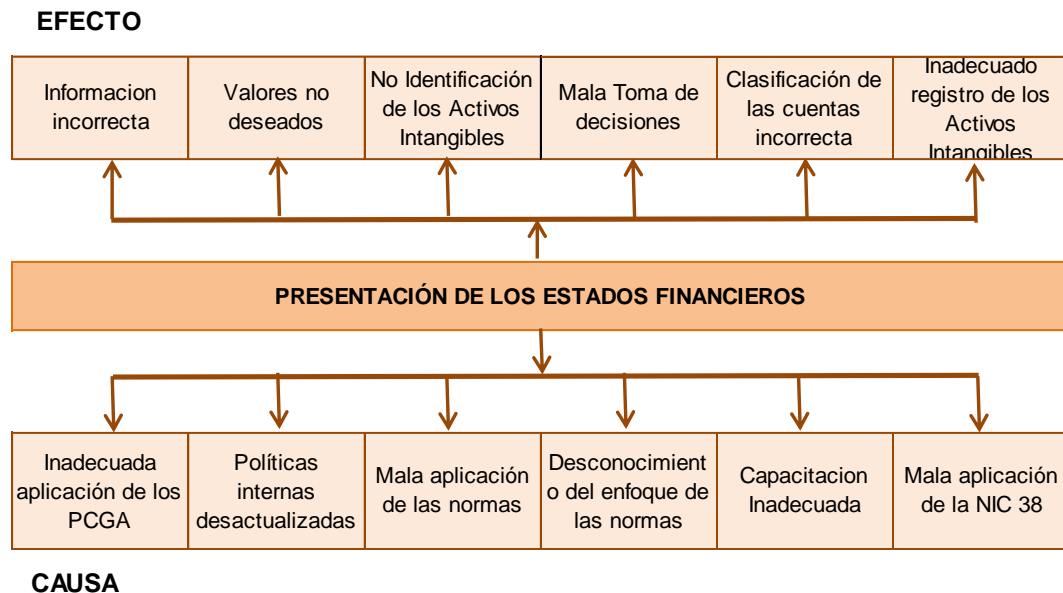 EFECTO
Informacion
incorrecta
Valores no
deseados
No Identificación
de los Activos
Intangibles
Mala Toma de
decisiones
Clasificación de
las cuentas
incorrecta
Inadecuado
registro de los
Activos
Intangibles
PRESENTACIÓN DE LOS ESTADOS FINANCIEROS
Inadecuada
aplicación de los
PCGA
Políticas
internas
desactualizadas
Mala aplicación
de las normas
Desconocimient
o del enfoque de
las normas
Capacitacion
Inadecuada
Mala aplicación
de la NIC 38
CAUSA